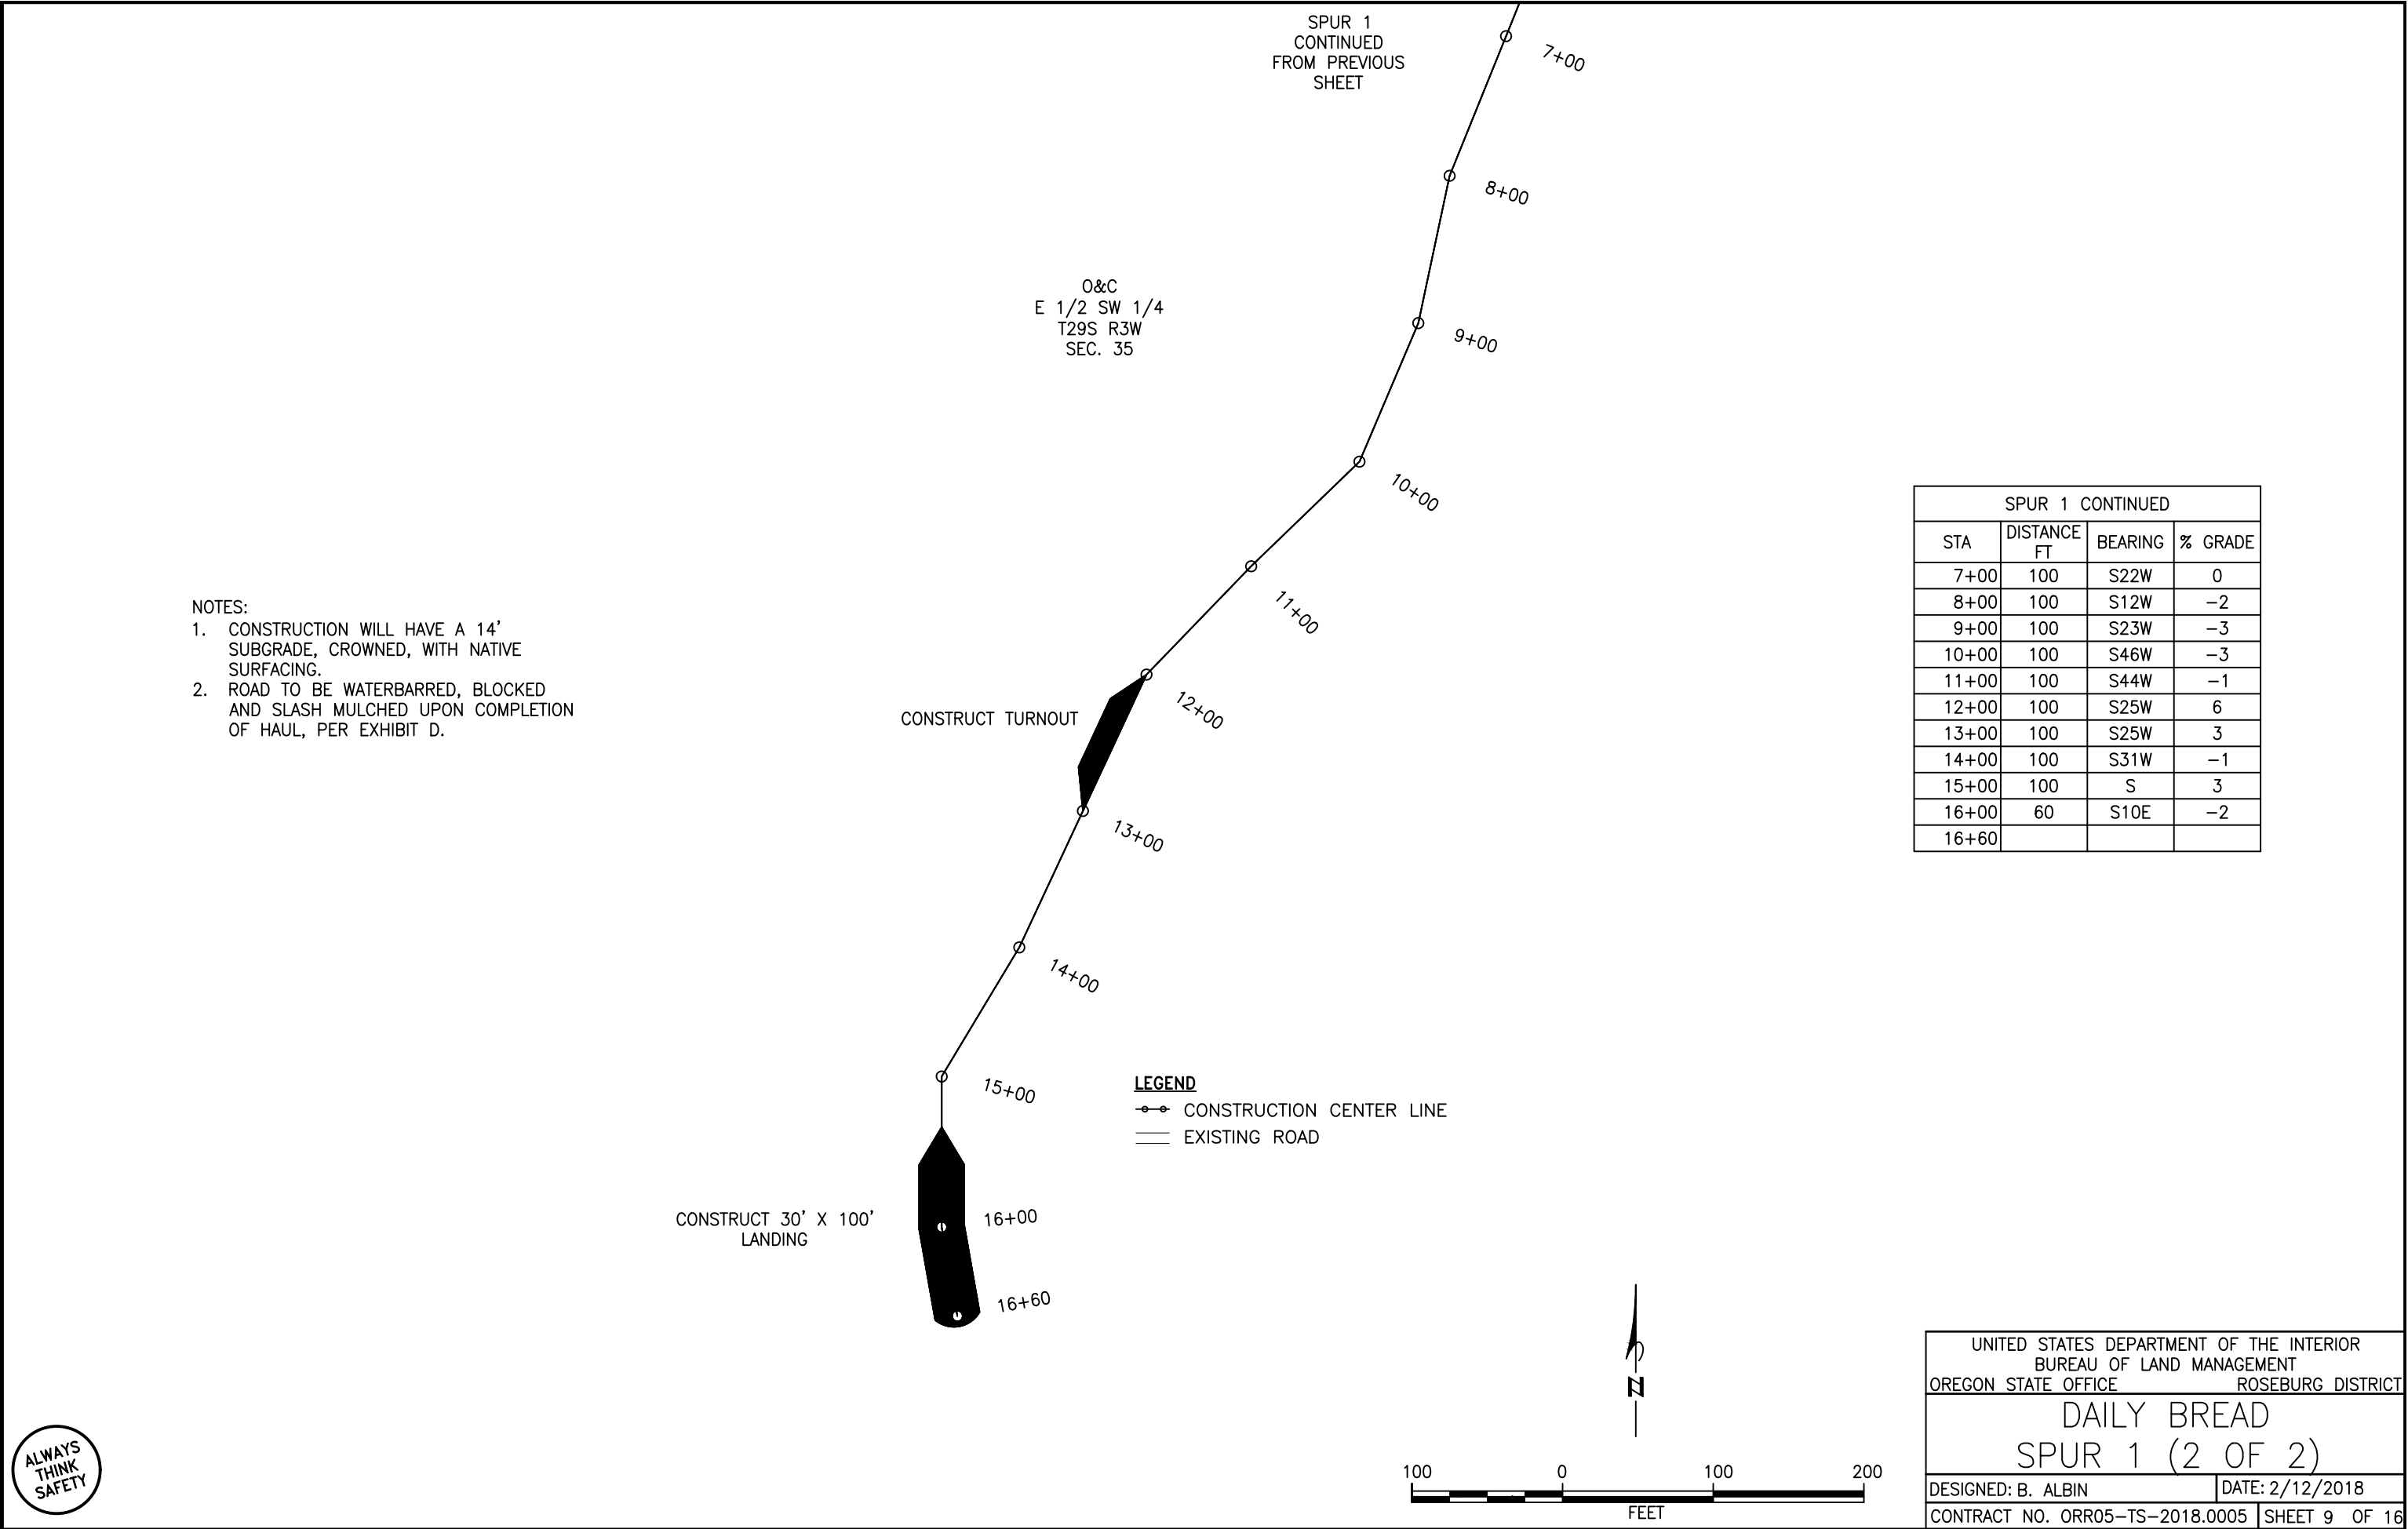 SPUR 1
CONTINUED
FROM PREVIOUS
SHEET
7+00
8+00
O&C
E 1/2 SW 1/4
T29S R3W
SEC. 35
9+00
10+00
11+00
12+00
CONSTRUCT TURNOUT
13+00
14+00
15+00
CONSTRUCT 30' X 100'
LANDING
16+00
16+60
NOTES:
1. CONSTRUCTION WILL HAVE A 14'
SUBGRADE, CROWNED, WITH NATIVE
SURFACING.
2. ROAD TO BE WATERBARRED, BLOCKED
AND SLASH MULCHED UPON COMPLETION
OF HAUL, PER EXHIBIT D.
SPUR 1 CONTINUED
STA DISTANCE FT BEARING % GRADE
7+00 100 S22W 0
8+00 100 S12W -2
9+00 100 S23W -3
10+00 100 S46W -3
11+00 100 S44W -1
12+00 100 S25W 6
13+00 100 S25W 3
14+00 100 S31W -1
15+00 100 S 3
16+00 60 S10E -2
16+60
LEGEND
CONSTRUCTION CENTER LINE
EXISTING ROAD
N
100 0 100 200
FEET
ALWAYS
THINK
SAFETY
UNITED STATES DEPARTMENT OF THE INTERIOR
BUREAU OF LAND MANAGEMENT
OREGON STATE OFFICE ROSEBURG DISTRICT
DAILY BREAD
SPUR 1 (2 OF 2)
DESIGNED: B. ALBIN DATE: 2/12/2018
CONTRACT NO. ORR05-TS-2018.0005 SHEET 9 OF 16